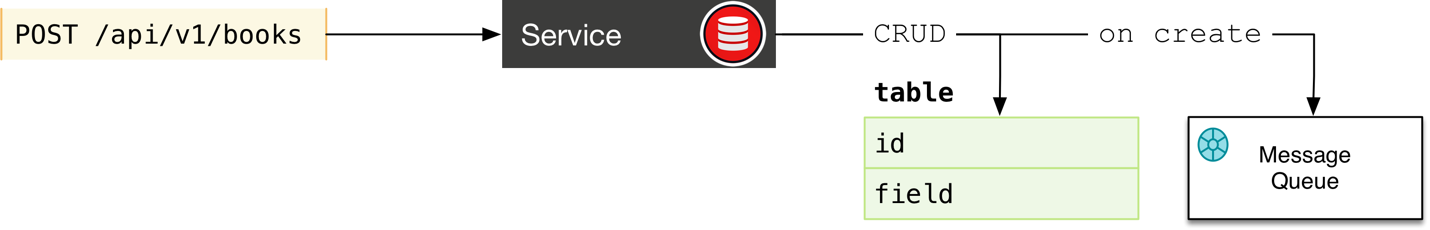 POST /api/v1/books
Service
CRUD
on create
table
id
field
Message
Queue